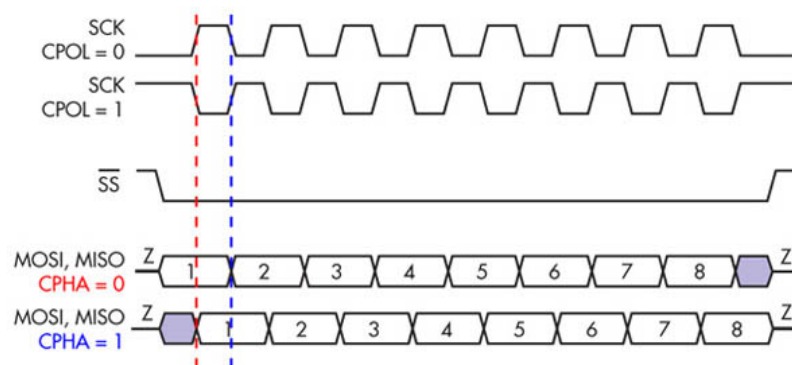 SCK
CPOL = 0
SCK
CPOL = 1
SS
MOSI, MISO Z 1 2 3 4 5 6 7 8 Z
CPHA = 0
MOSI, MISO Z 1 2 3 4 5 6 7 8 Z
CPHA = 1